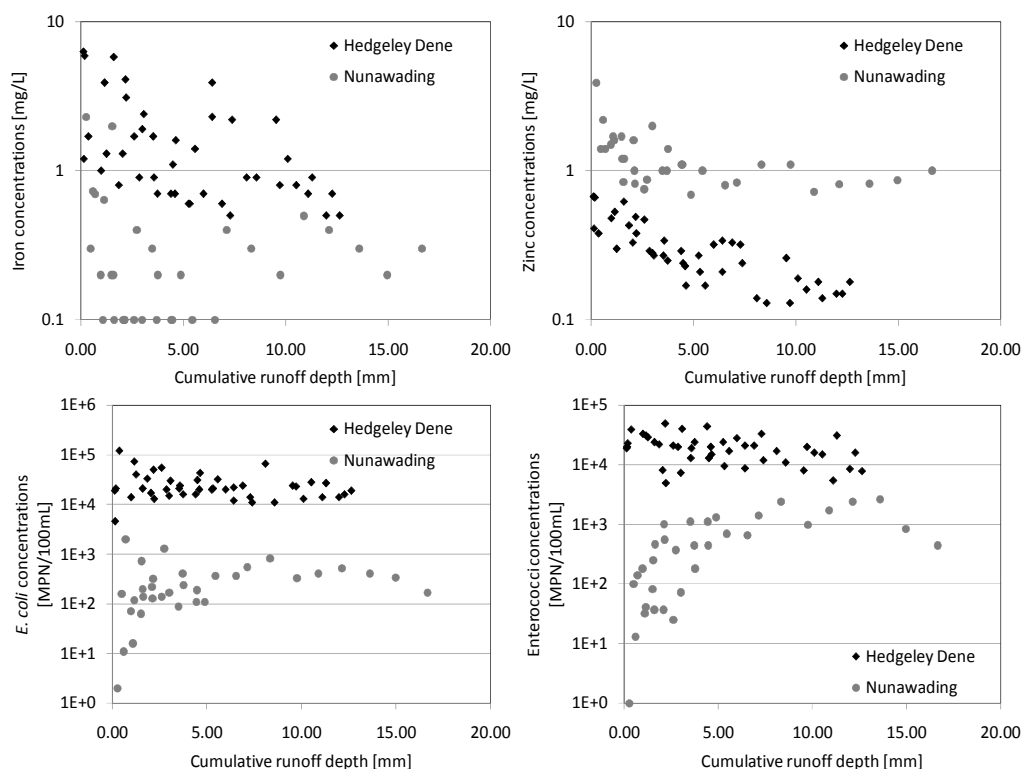 10
1
0.1
Iron concentrations [mg/L]
Hedgeley Dene
Nunawading
0.00 5.00 10.00 15.00 20.00
Cumulative runoff depth [mm]
10
1
0.1
Zinc concentrations [mg/L]
Hedgeley Dene
Nunawading
0.00 5.00 10.00 15.00 20.00
Cumulative runoff depth [mm]
1E+6
1E+5
1E+4
1E+3
1E+2
1E+1
1E+0
E. coli concentrations
[MPN/100mL]
Hedgeley Dene
Nunawading
0.00 5.00 10.00 15.00 20.00
Cumulative runoff depth [mm]
1E+5
1E+4
1E+3
1E+2
1E+1
1E+0
Enterococci concentrations
[MPN/100mL]
Hedgeley Dene
Nunawading
0.00 5.00 10.00 15.00 20.00
Cumulative runoff depth [mm]